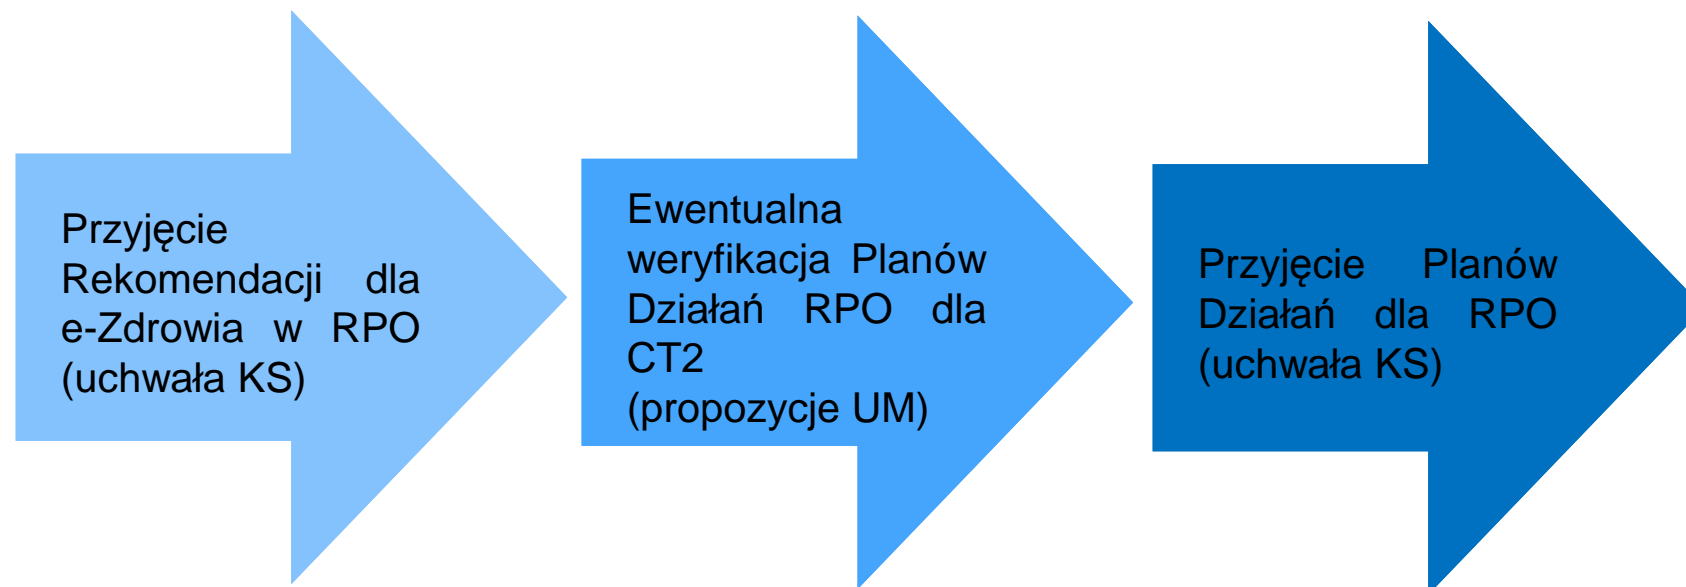 Przyjęcie
Rekomendacji dla
e-Zdrowia w RPO
(uchwała KS)
Ewentualna
weryfikacja Planów
Działań RPO dla
CT2
(propozycje UM)
Przyjęcie Planów
Działań dla RPO
(uchwała KS)